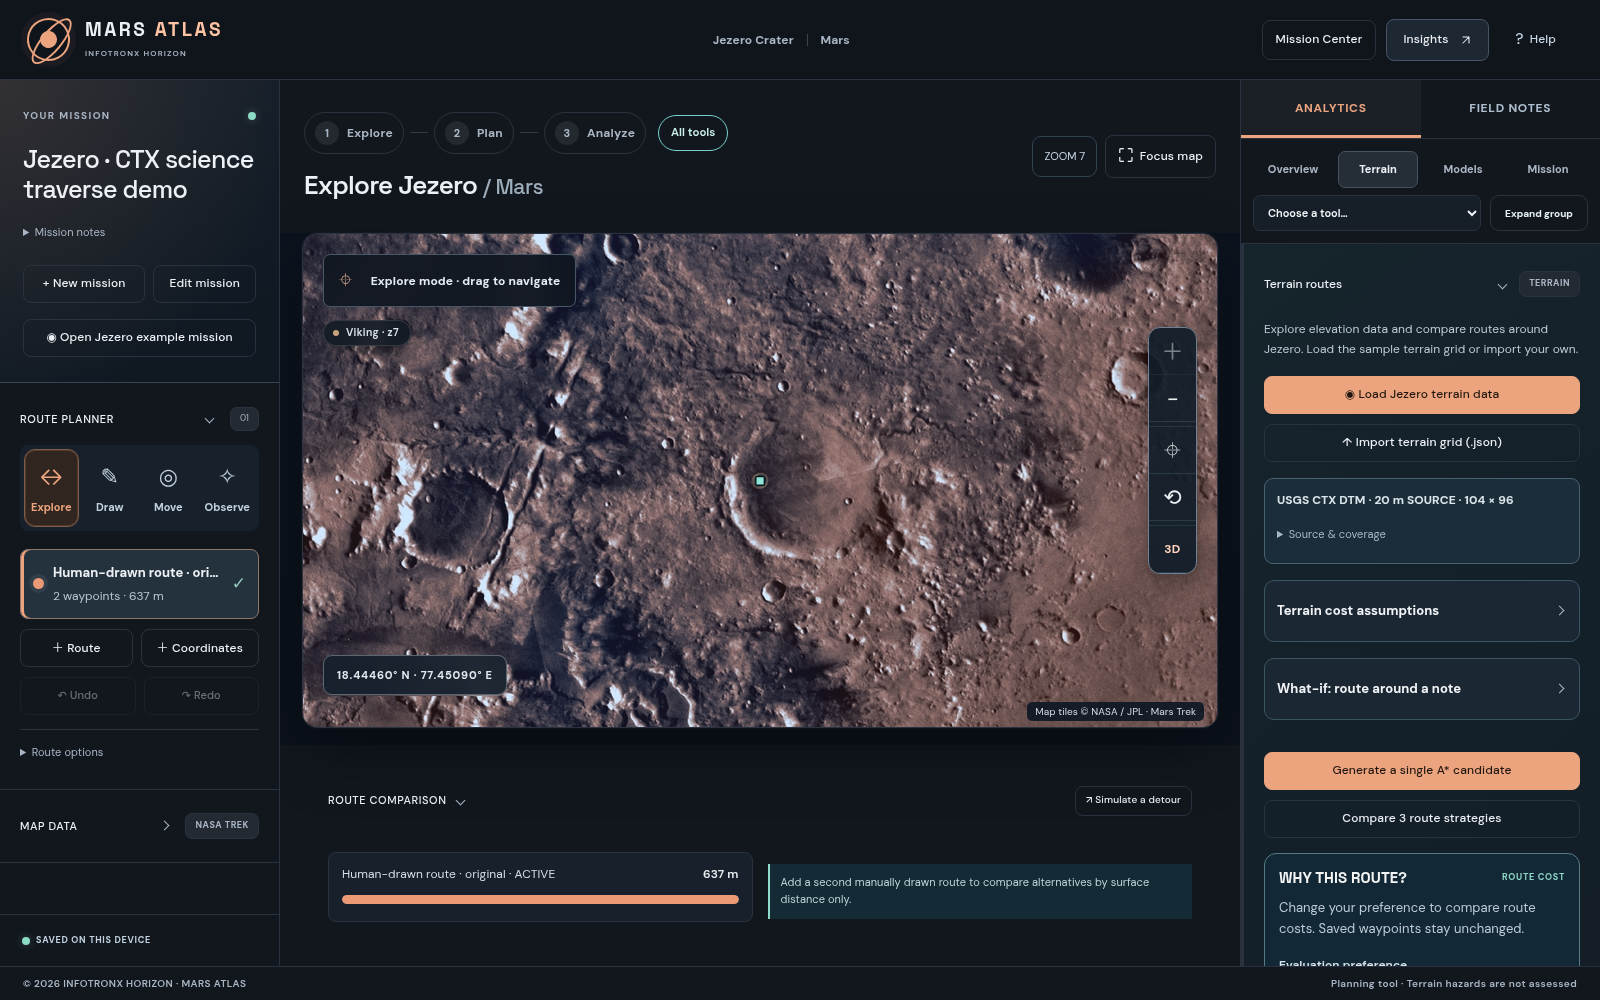 MARS ATLAS
INFOTRONX HORIZON
Jezero Crater | Mars
Mission Center
Insights ↗
? Help
YOUR MISSION
Jezero · CTX science
traverse demo
▶ Mission notes
+ New mission
Edit mission
◉ Open Jezero example mission
ROUTE PLANNER
01
Explore
Draw
Move
Observe
Human-drawn route · ori...
2 waypoints · 637 m
✓
+ Route
+ Coordinates
↶ Undo
↷ Redo
▶ Route options
MAP DATA
NASA TREK
SAVED ON THIS DEVICE
1 Explore
2 Plan
3 Analyze
All tools
Explore Jezero / Mars
ZOOM 7
Focus map
Explore mode · drag to navigate
Viking · z7
+
−
3D
18.44460° N · 77.45090° E
Map tiles © NASA / JPL · Mars Trek
ROUTE COMPARISON
↗ Simulate a detour
Human-drawn route · original · ACTIVE
637 m
Add a second manually drawn route to compare alternatives by surface
distance only.
ANALYTICS
FIELD NOTES
Overview
Terrain
Models
Mission
Choose a tool...
Expand group
Terrain routes
TERRAIN
Explore elevation data and compare routes around
Jezero. Load the sample terrain grid or import your own.
◉ Load Jezero terrain data
↑ Import terrain grid (.json)
USGS CTX DTM · 20 m SOURCE · 104 × 96
▶ Source & coverage
Terrain cost assumptions
What-if: route around a note
Generate a single A* candidate
Compare 3 route strategies
WHY THIS ROUTE?
ROUTE COST
Change your preference to compare route
costs. Saved waypoints stay unchanged.
Evaluation preference
© 2026 INFOTRONX HORIZON · MARS ATLAS
Planning tool · Terrain hazards are not assessed